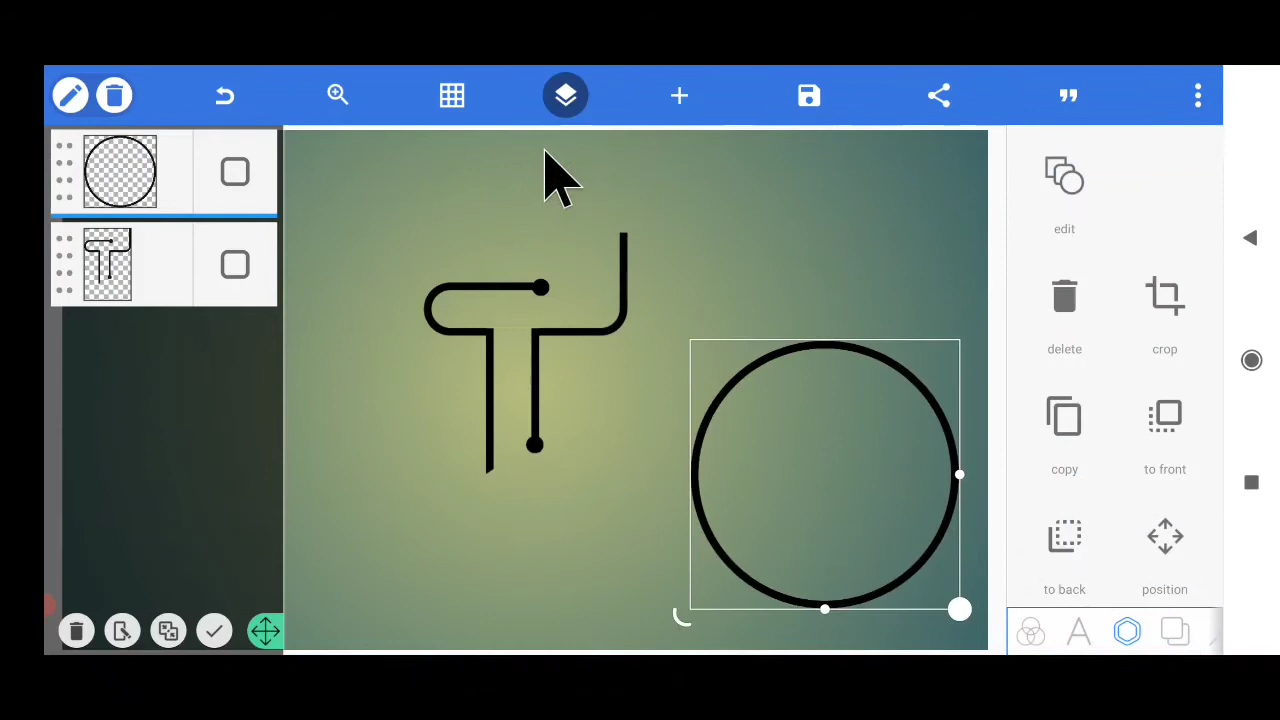 edit
delete
crop
copy
to front
to back
position